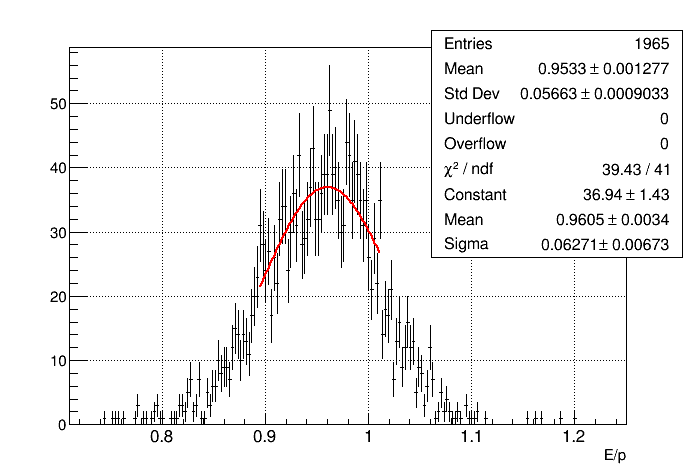 Entries 1965
Mean 0.9533 ± 0.001277
Std Dev 0.05663 ± 0.0009033
Underflow 0
Overflow 0
χ² / ndf 39.43 / 41
Constant 36.94 ± 1.43
Mean 0.9605 ± 0.0034
Sigma 0.06271± 0.00673
50
40
30
20
10
0
0.8 0.9 1 1.1 1.2
E/p